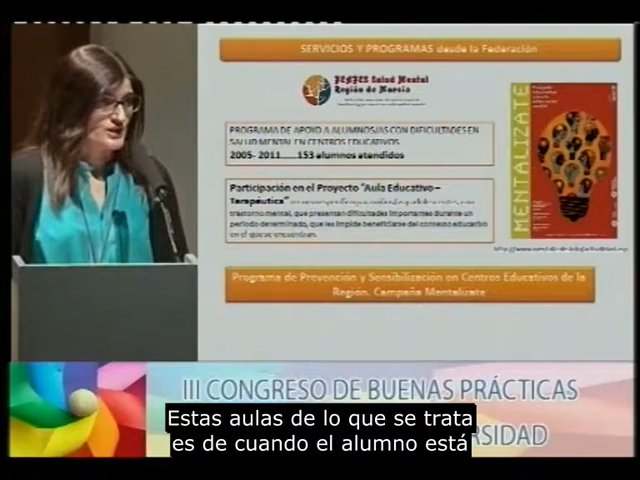 SERVICIOS Y PROGRAMAS desde la Federación
FEAFES Salud Mental
Región de Murcia
PROGRAMA DE APOYO A ALUMNOS/AS CON DIFICULTADES EN
SALUD MENTAL EN CENTROS EDUCATIVOS
2005- 2011.....153 alumnos atendidos
Participación en el Proyecto "Aula Educativo –
Terapéutica"
trastorno mental, que presentan dificultades importantes durante un
periodo determinado, que les impide beneficiarse del contexto educativo
en el que se encuentran.
MENTALIZATE
Programa de Prevención y Sensibilización en Centros Educativos de la
Región. Campaña Mentalizate
III CONGRESO DE BUENAS PRÁCTICAS
RSIDAD
Estas aulas de lo que se trata
es de cuando el alumno está